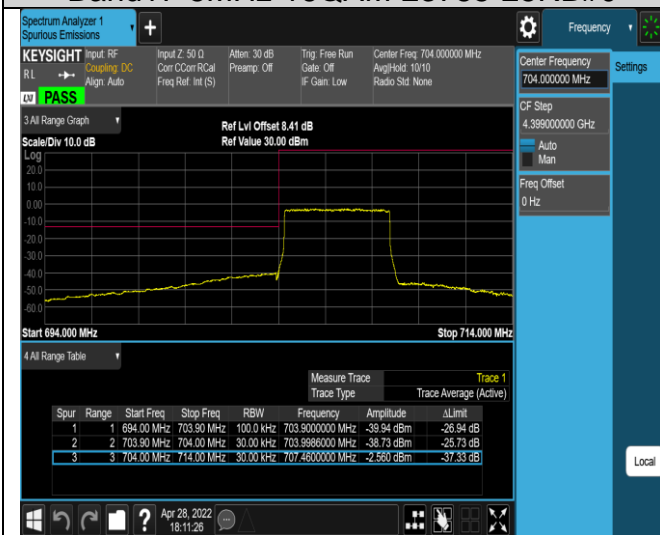 Spectrum Analyzer 1
Spurious Emissions
Frequency
KEYSIGHT Input: RF
R L
Coupling: DC
Align: Auto
Input Z: 50 Ω
Corr CCorr RCal
Freq Ref: Int (S)
Atten: 30 dB
Preamp: Off
Trig: Free Run
Gate: Off
IF Gain: Low
Center Freq: 704.000000 MHz
Avg|Hold: 10/10
Radio Std: None
LXI PASS
3 All Range Graph
Scale/Div 10.0 dB
Ref Lvl Offset 8.41 dB
Ref Value 30.00 dBm
Log
20.0
10.0
0.00
-10.0
-20.0
-30.0
-40.0
-50.0
-60.0
Start 694.000 MHz
Stop 714.000 MHz
4 All Range Table
Measure Trace Trace 1
Trace Type Trace Average (Active)
Spur Range Start Freq Stop Freq RBW Frequency Amplitude ΔLimit
1 1 694.00 MHz 703.90 MHz 100.0 kHz 703.9000000 MHz -39.94 dBm -26.94 dB
2 2 703.90 MHz 704.00 MHz 30.00 kHz 703.9986000 MHz -38.73 dBm -25.73 dB
3 3 704.00 MHz 714.00 MHz 30.00 kHz 707.4600000 MHz -2.560 dBm -37.33 dB
Center Frequency
704.000000 MHz
Settings
CF Step
4.399000000 GHz
Auto
Man
Freq Offset
0 Hz
Local
Apr 28, 2022
18:11:26